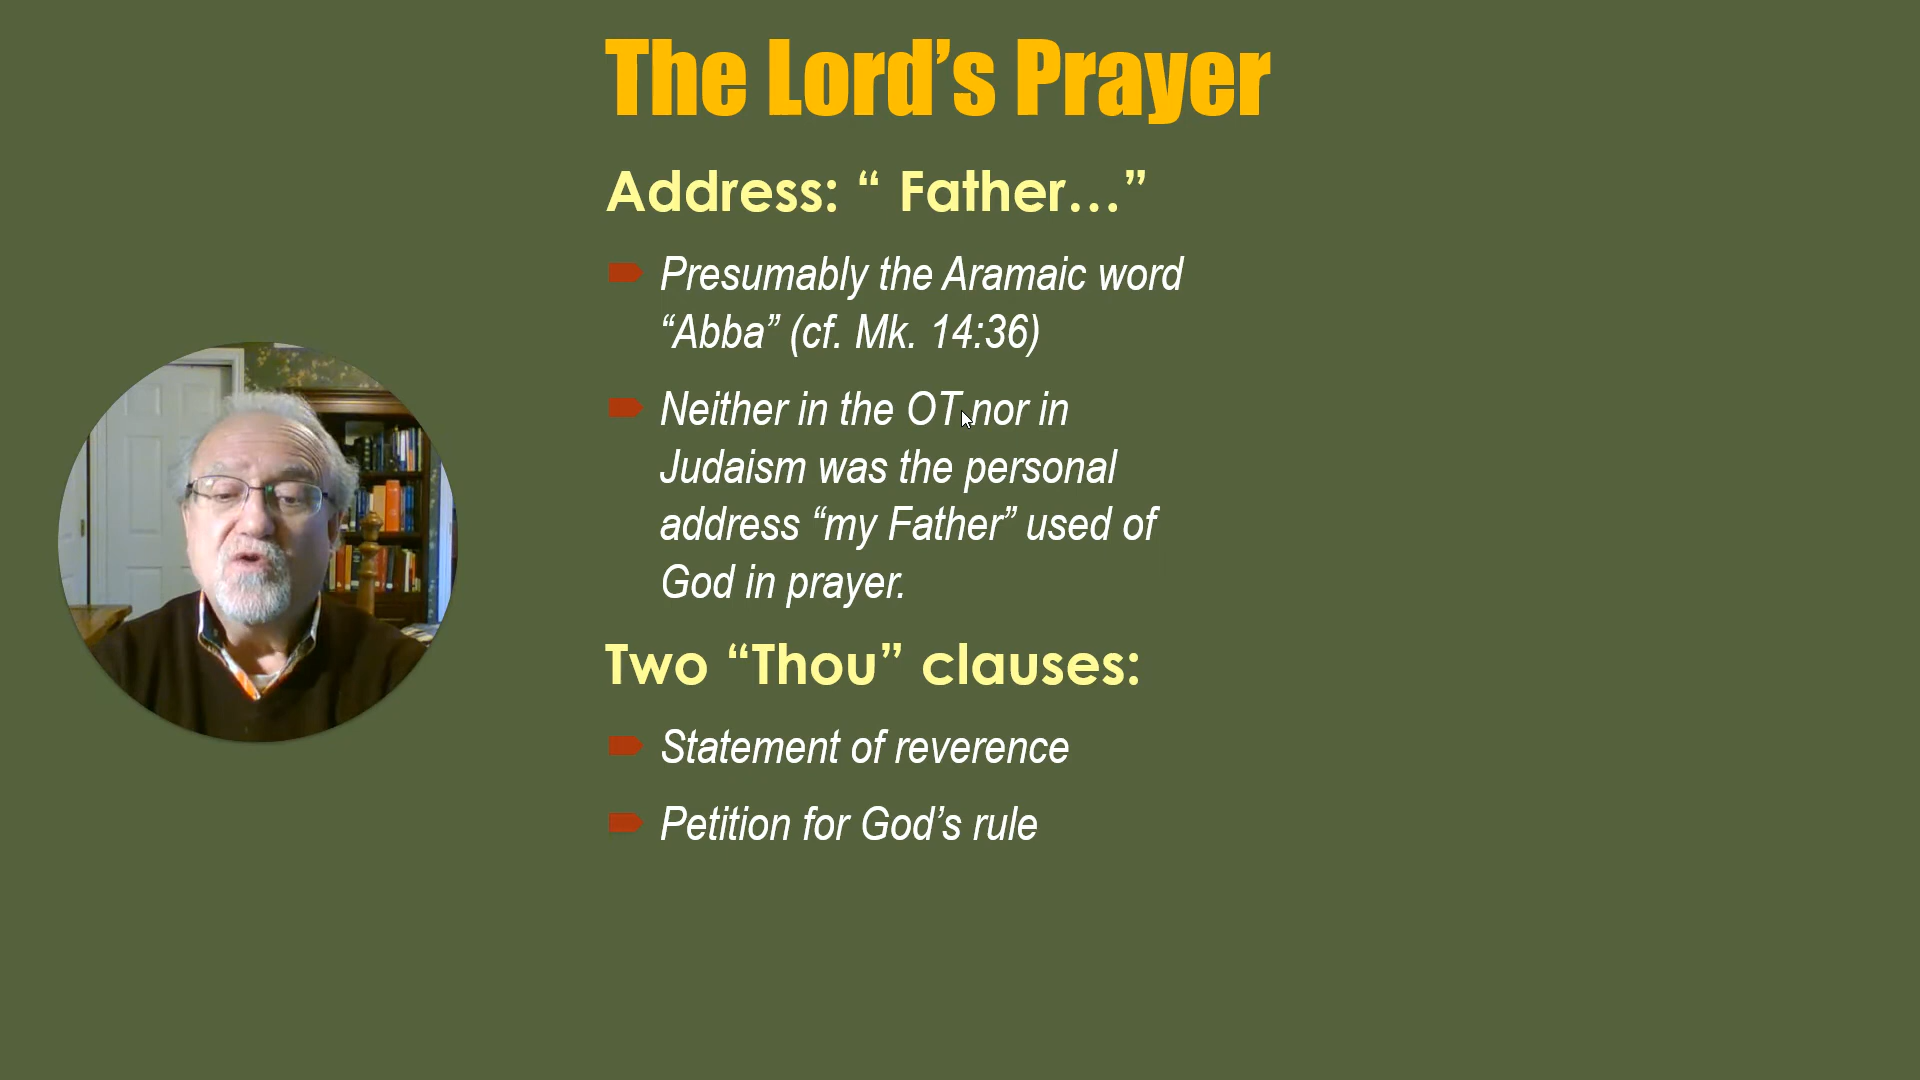 The Lord’s Prayer
Address: “ Father…”
Presumably the Aramaic word
“Abba” (cf. Mk. 14:36)
Neither in the OT nor in
Judaism was the personal
address “my Father” used of
God in prayer.
Two “Thou” clauses:
Statement of reverence
Petition for God’s rule